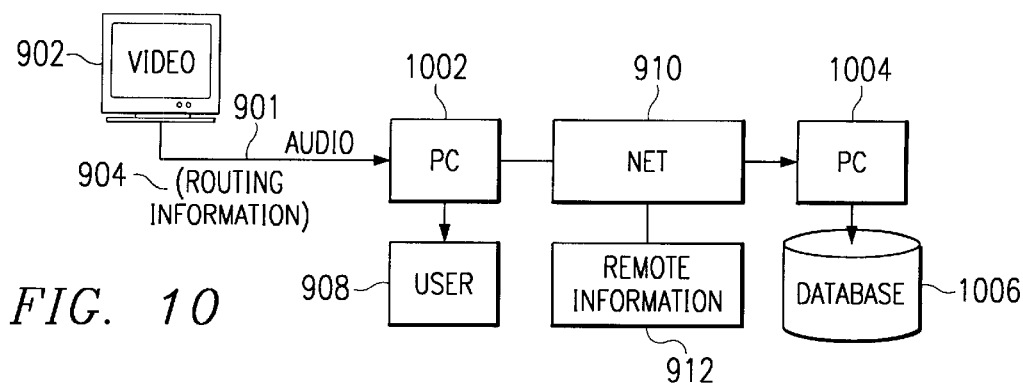 902
VIDEO
901
AUDIO
904
(ROUTING
INFORMATION)
1002
PC
910
NET
1004
PC
908
USER
REMOTE
INFORMATION
912
DATABASE
1006
FIG. 10